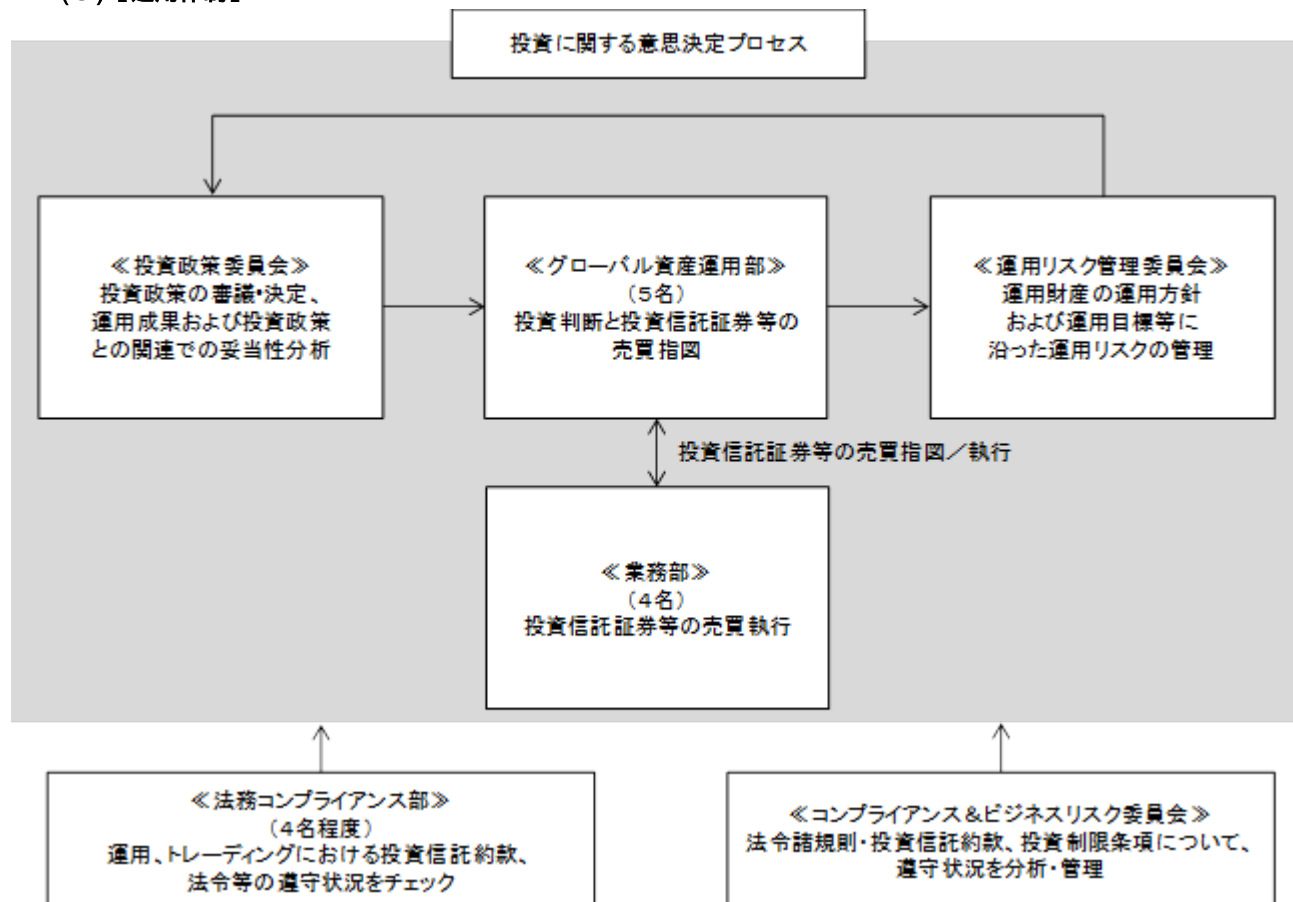 投資に関する意思決定プロセス
≪投資政策委員会≫
投資政策の審議・決定、
運用成果および投資政策
との関連での妥当性分析
≪グローバル資産運用部≫
（5名）
投資判断と投資信託証券等の
売買指図
≪運用リスク管理委員会≫
運用財産の運用方針
および運用目標等に
沿った運用リスクの管理
投資信託証券等の売買指図／執行
≪業務部≫
（4名）
投資信託証券等の売買執行
≪法務コンプライアンス部≫
（4名程度）
運用、トレーディングにおける投資信託約款、
法令等の遵守状況をチェック
≪コンプライアンス＆ビジネスリスク委員会≫
法令諸規則・投資信託約款、投資制限条項について、
遵守状況を分析・管理